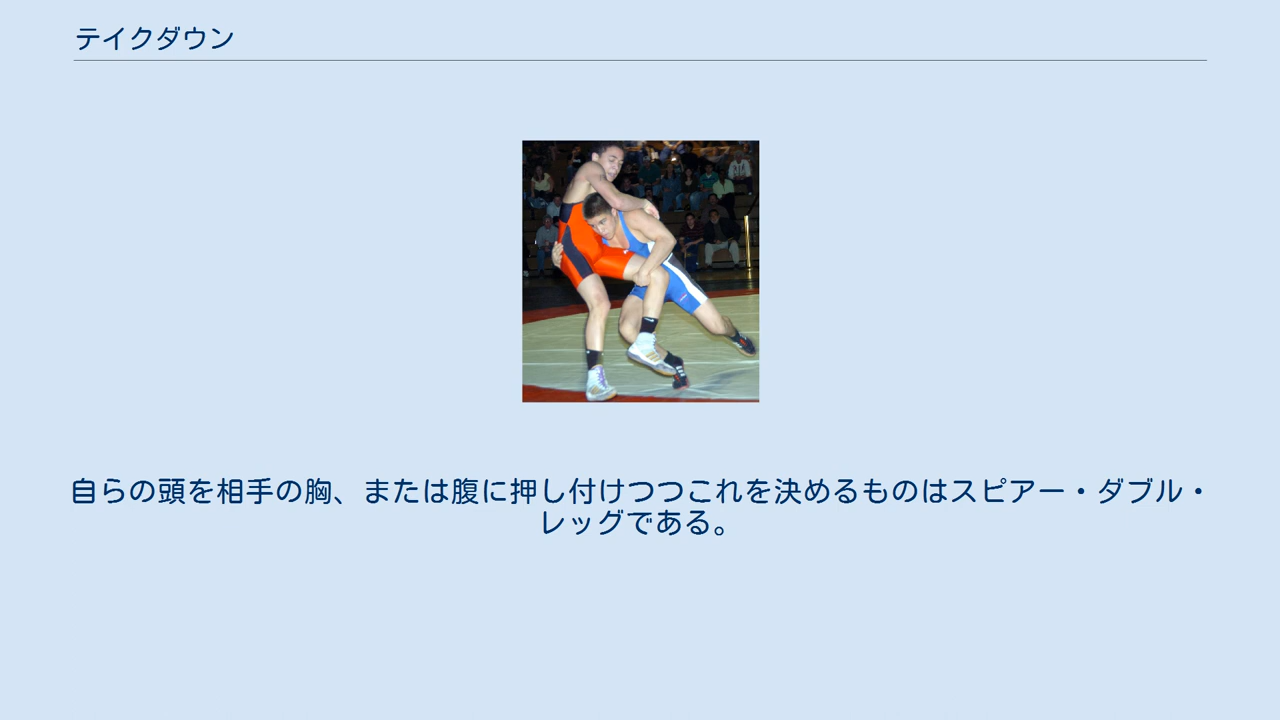 テイクダウン
自らの頭を相手の胸、または腹に押し付けつつこれを決めるものはスピアー・ダブル・
レッグである。